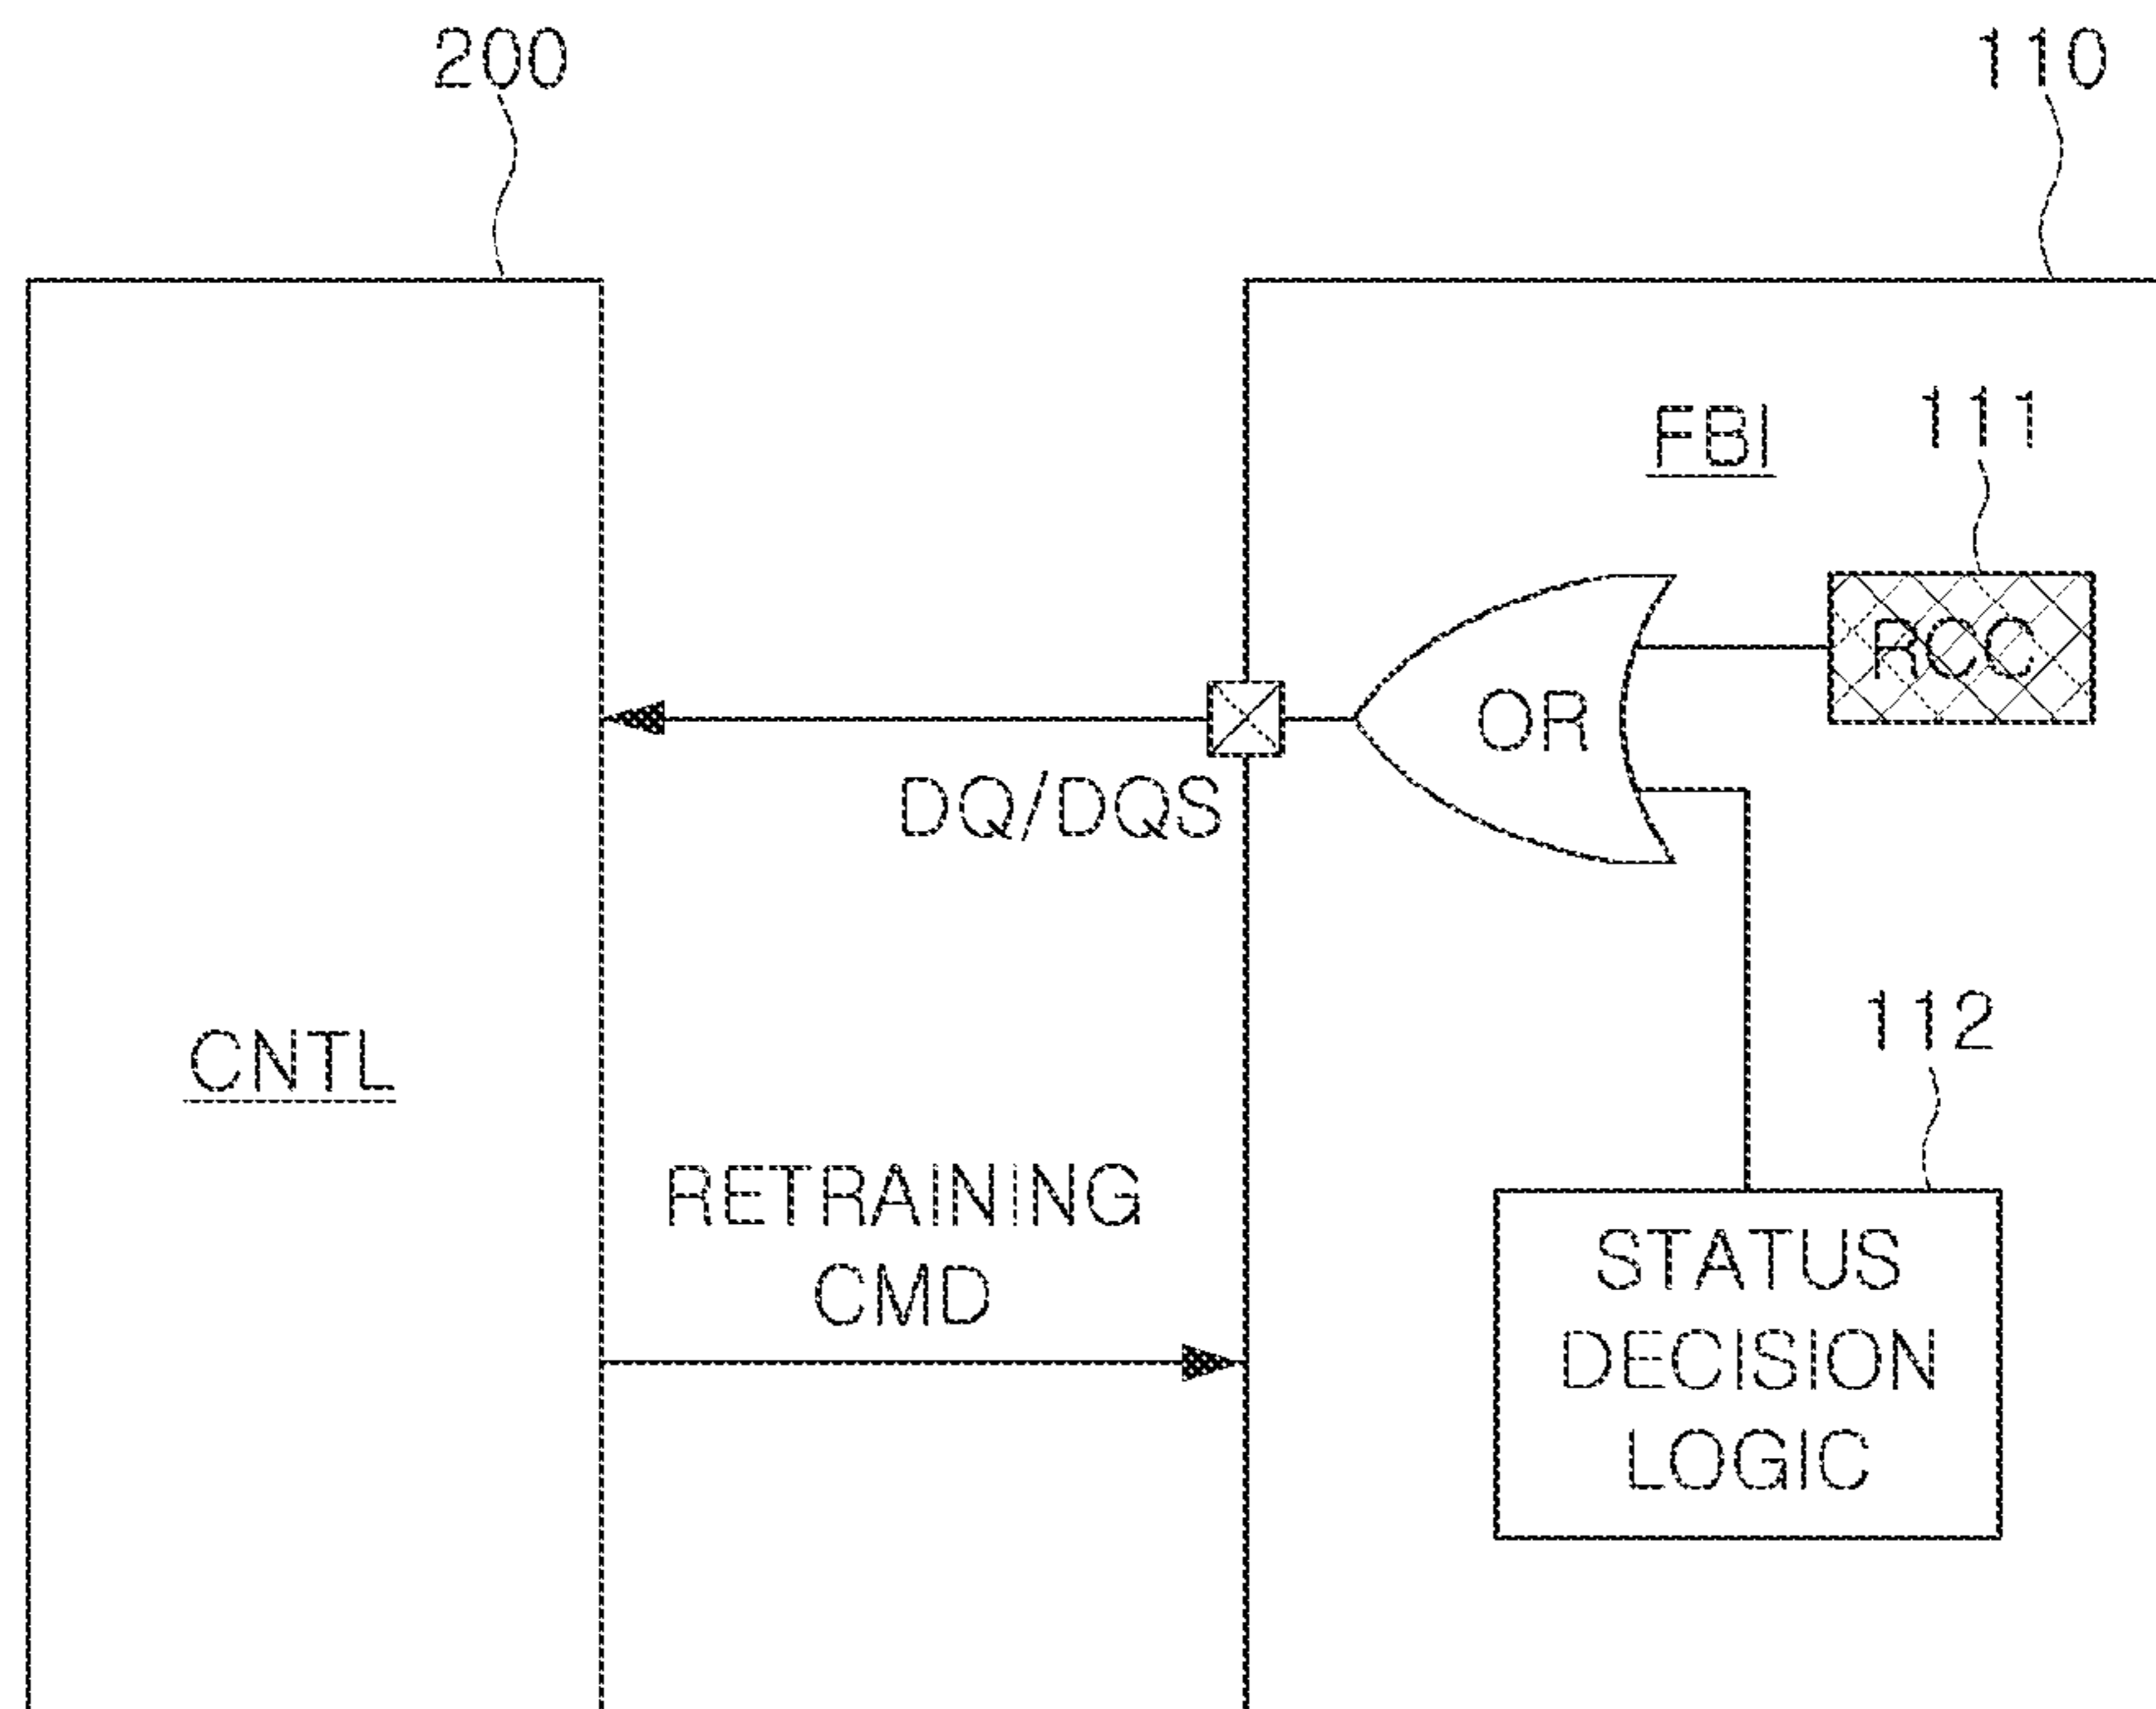 200
110
FBI
111
RCC
OR
DQ/DQS
112
CNTL
RETRAINING
CMD
STATUS
DECISION
LOGIC